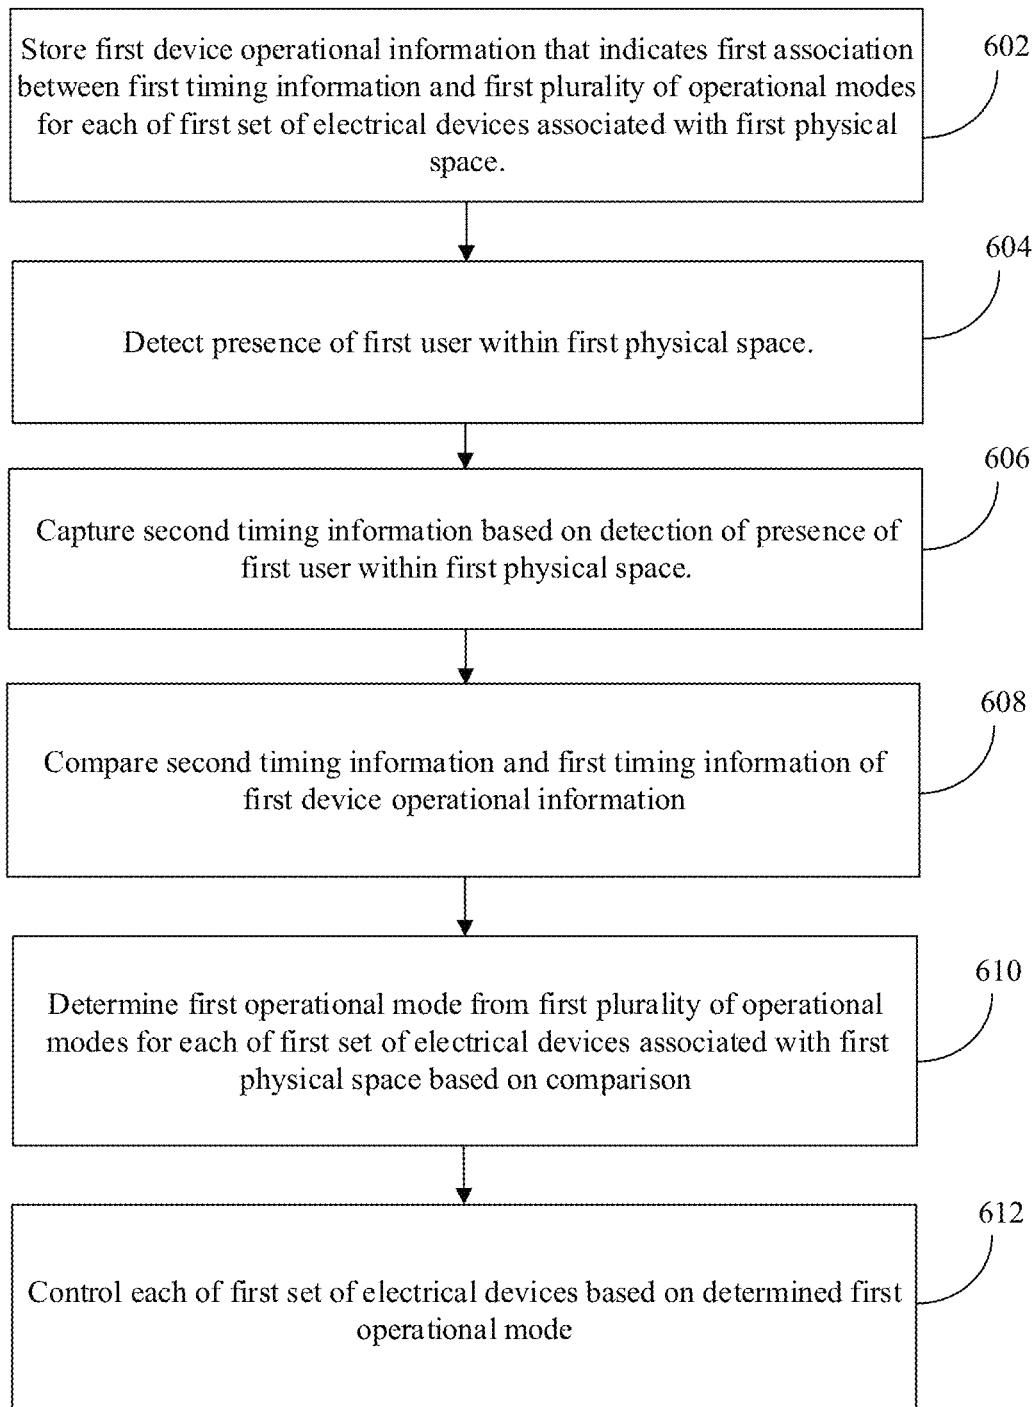 Store first device operational information that indicates first association
between first timing information and first plurality of operational modes
for each of first set of electrical devices associated with first physical
space.
602
Detect presence of first user within first physical space.
604
Capture second timing information based on detection of presence of
first user within first physical space.
606
Compare second timing information and first timing information of
first device operational information
608
Determine first operational mode from first plurality of operational
modes for each of first set of electrical devices associated with first
physical space based on comparison
610
Control each of first set of electrical devices based on determined first
operational mode
612